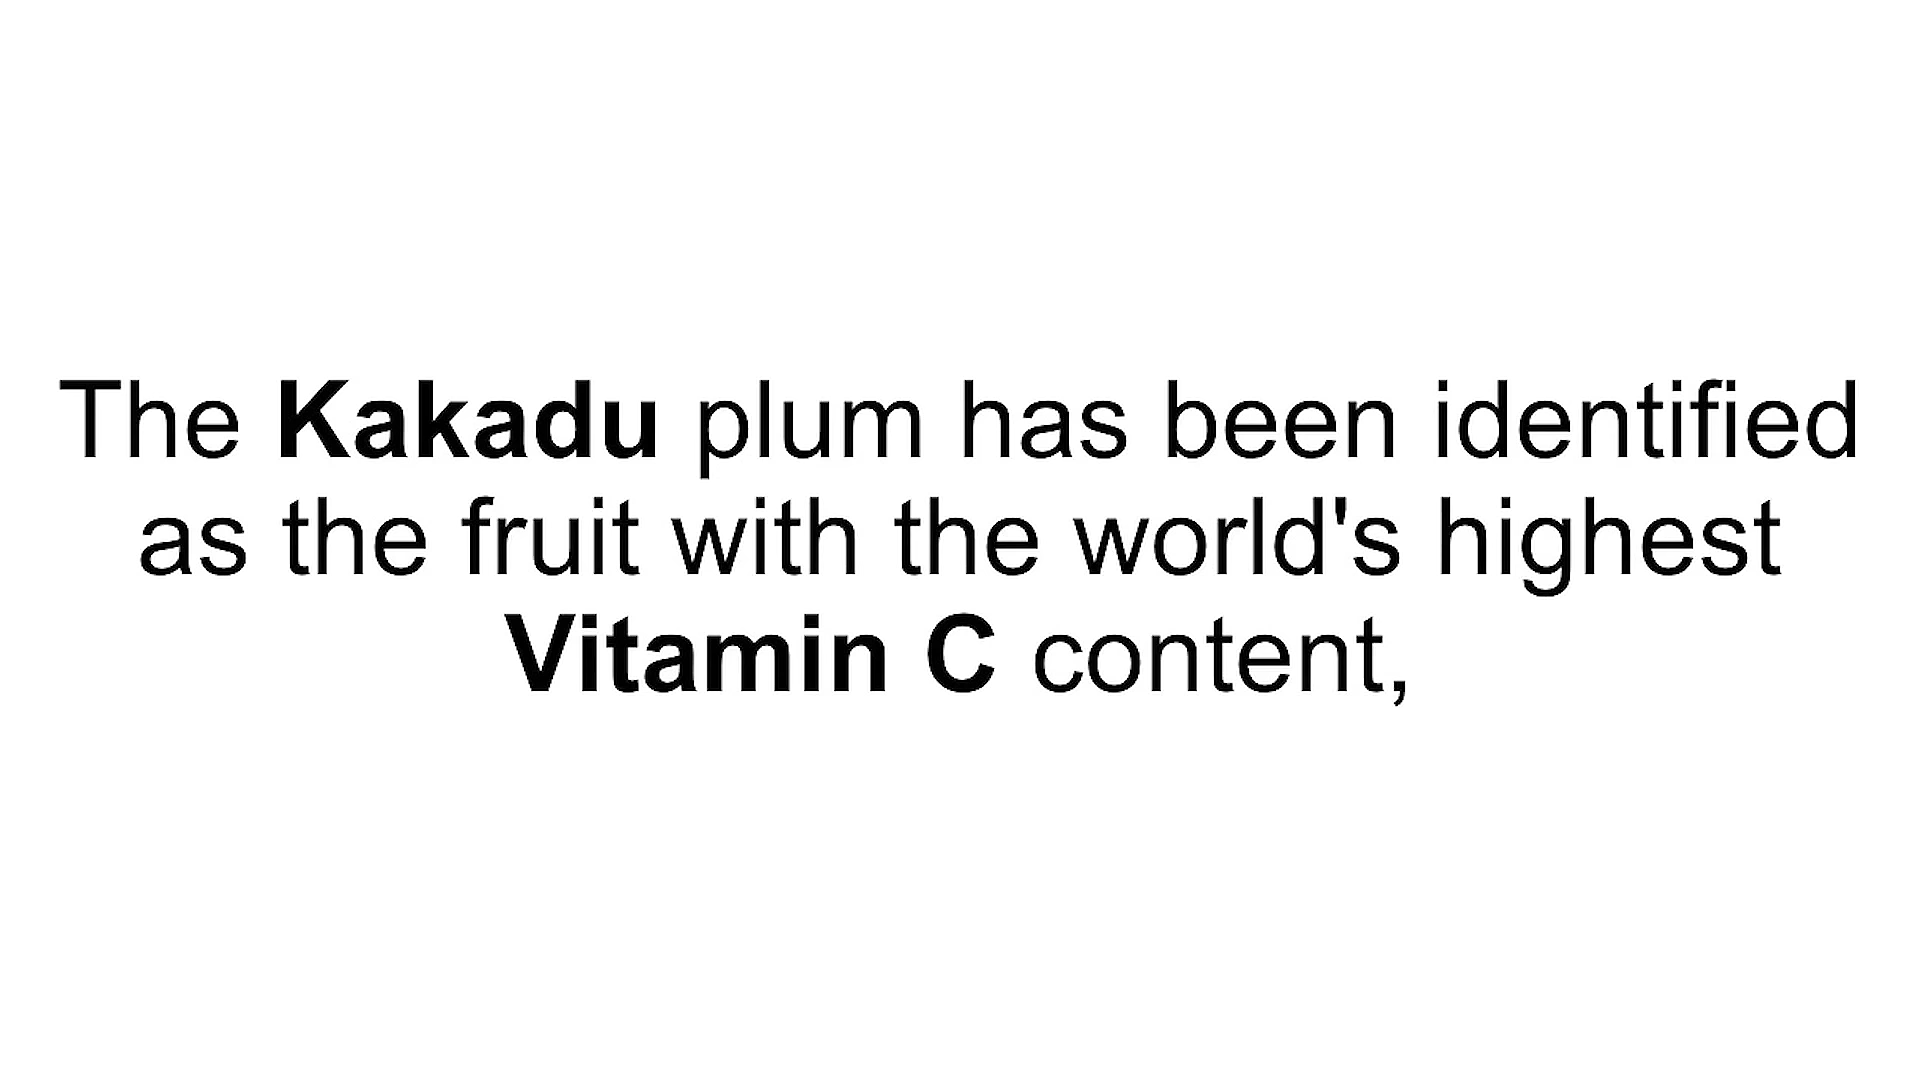 The Kakadu plum has been identified
as the fruit with the world's highest
Vitamin C content,